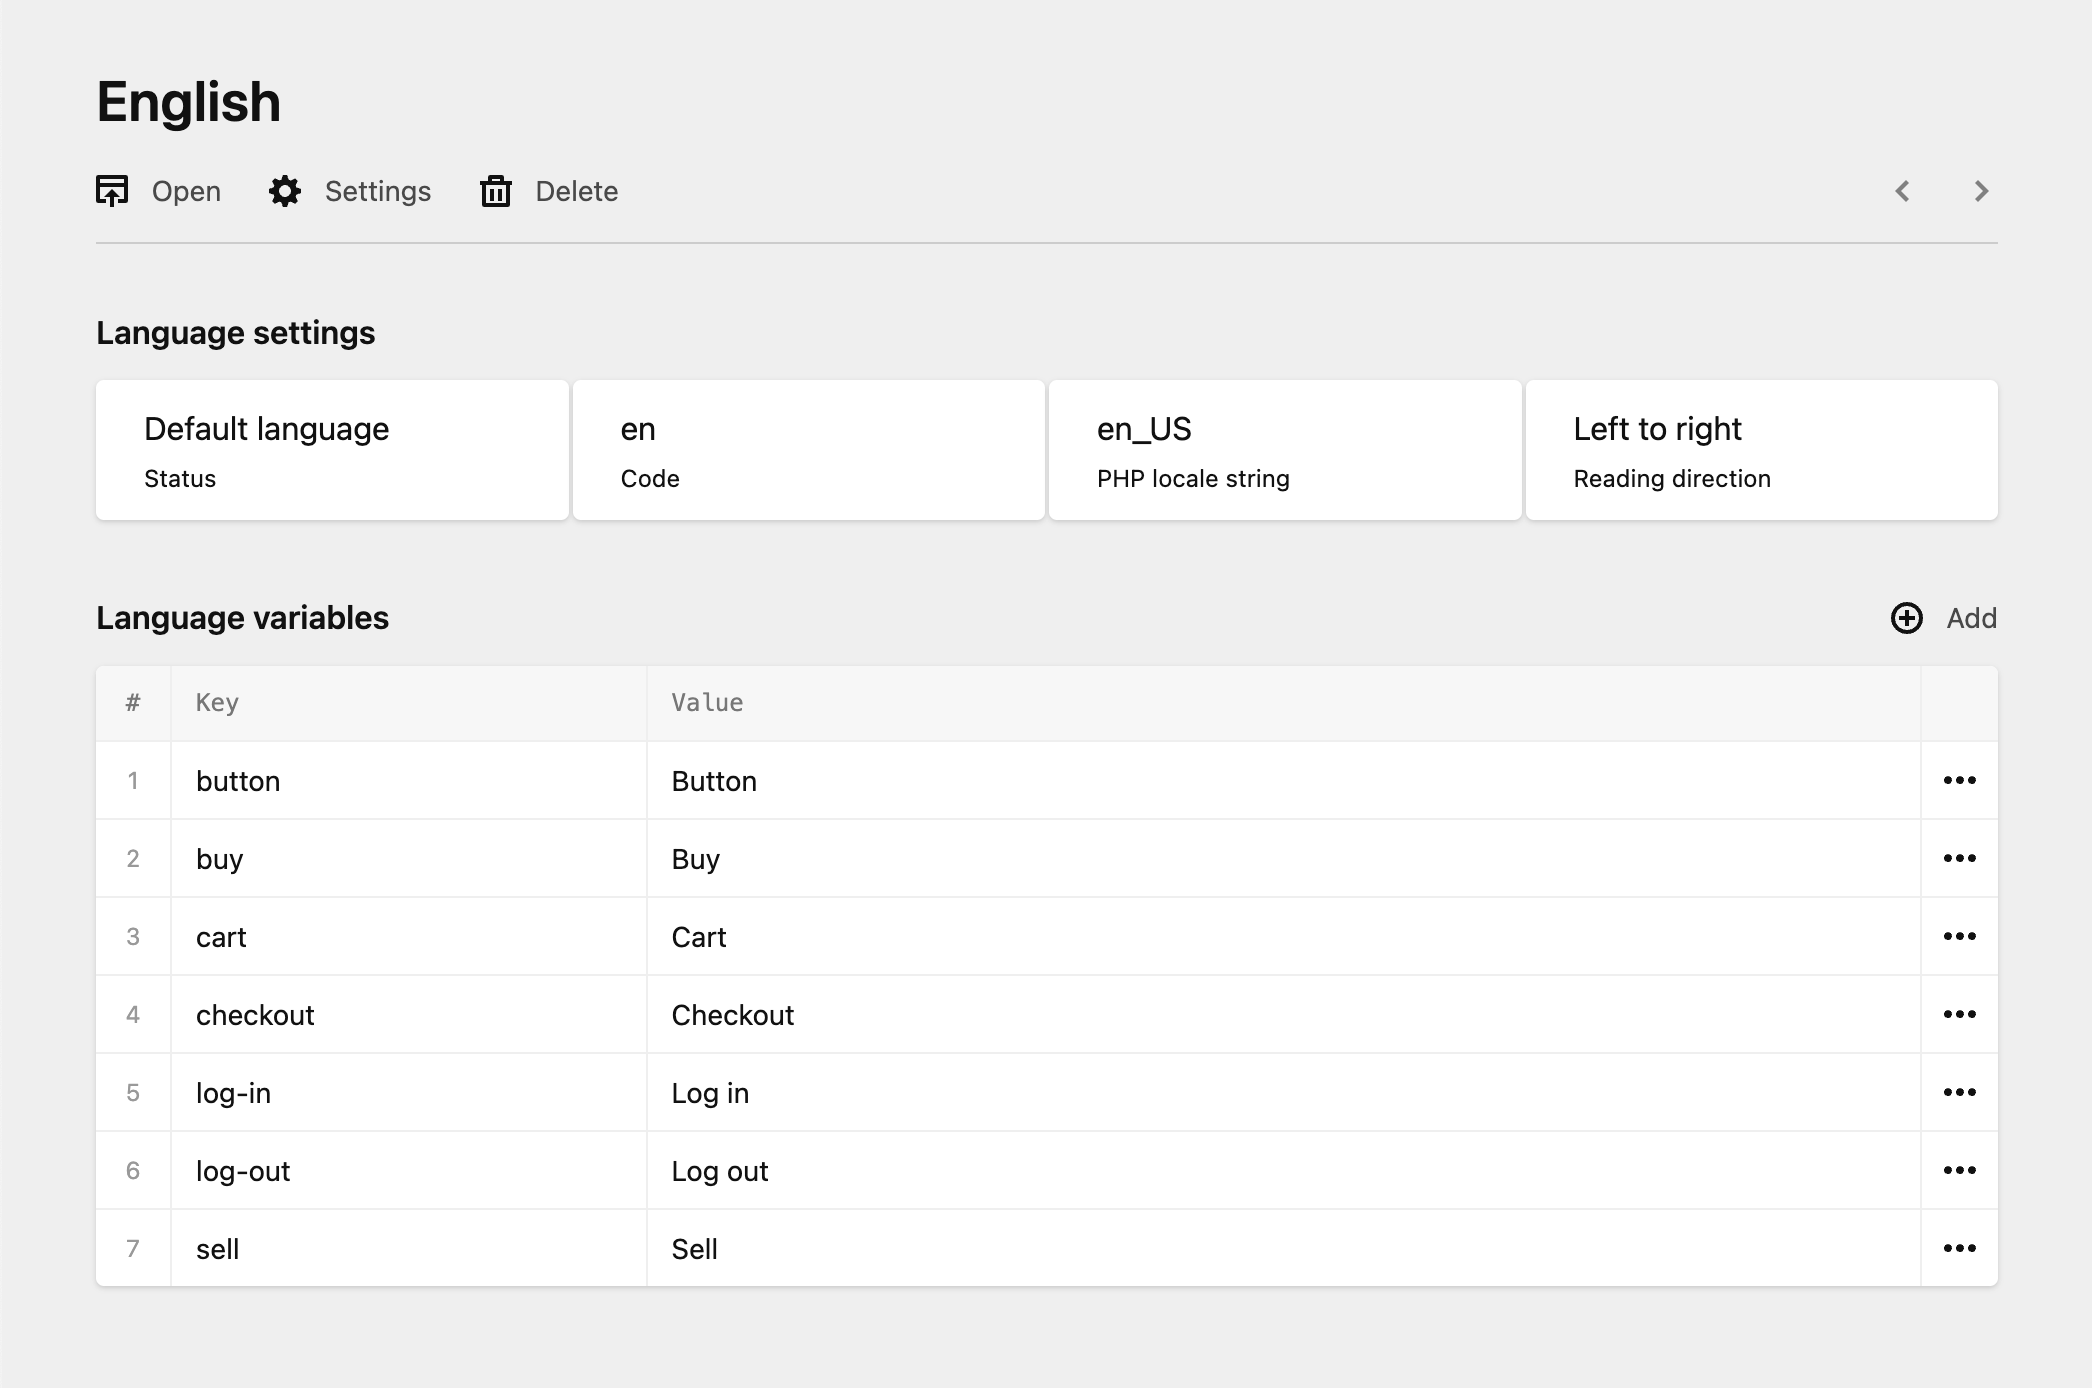 English
Open Settings Delete
Language settings
Default language en en_US Left to right
Status Code PHP locale string Reading direction
Language variables Add
# Key Value
1 button Button
2 buy Buy
3 cart Cart
4 checkout Checkout
5 log-in Log in
6 log-out Log out
7 sell Sell